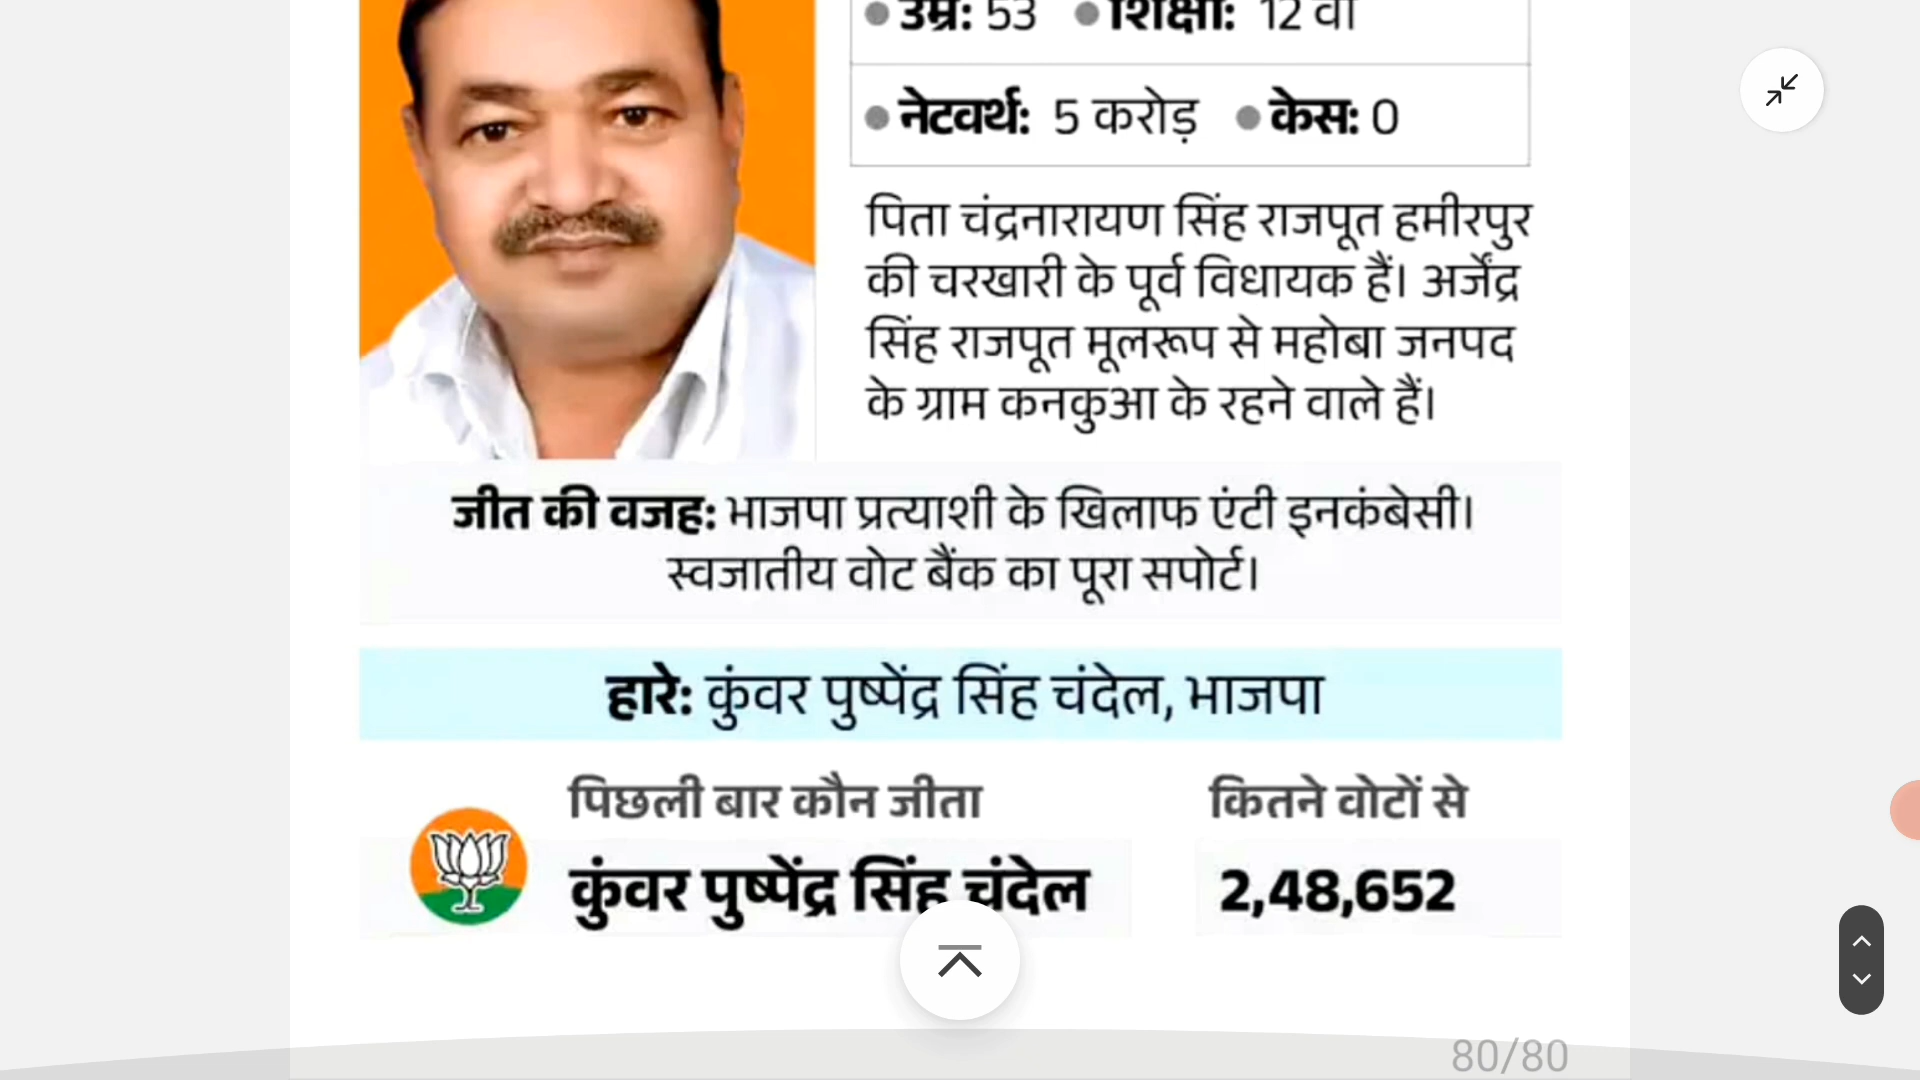 ● उम्र: 53 ● शिक्षा: 12 वीं
● नेटवर्थ: 5 करोड़ ● केस: 0
पिता चंद्रनारायण सिंह राजपूत हमीरपुर
की चरखारी के पूर्व विधायक हैं। अजेंद्र
सिंह राजपूत मूलरूप से महोबा जनपद
के ग्राम कनकुआ के रहने वाले हैं।
जीत की वजह: भाजपा प्रत्याशी के खिलाफ एंटी इनकंबेसी।
स्वजातीय वोट बैंक का पूरा सपोर्ट।
हारे: कुंवर पुष्पेंद्र सिंह चंदेल, भाजपा
पिछली बार कौन जीता कितने वोटों से
कुंवर पुष्पेंद्र सिंह चंदेल 2,48,652
80/80